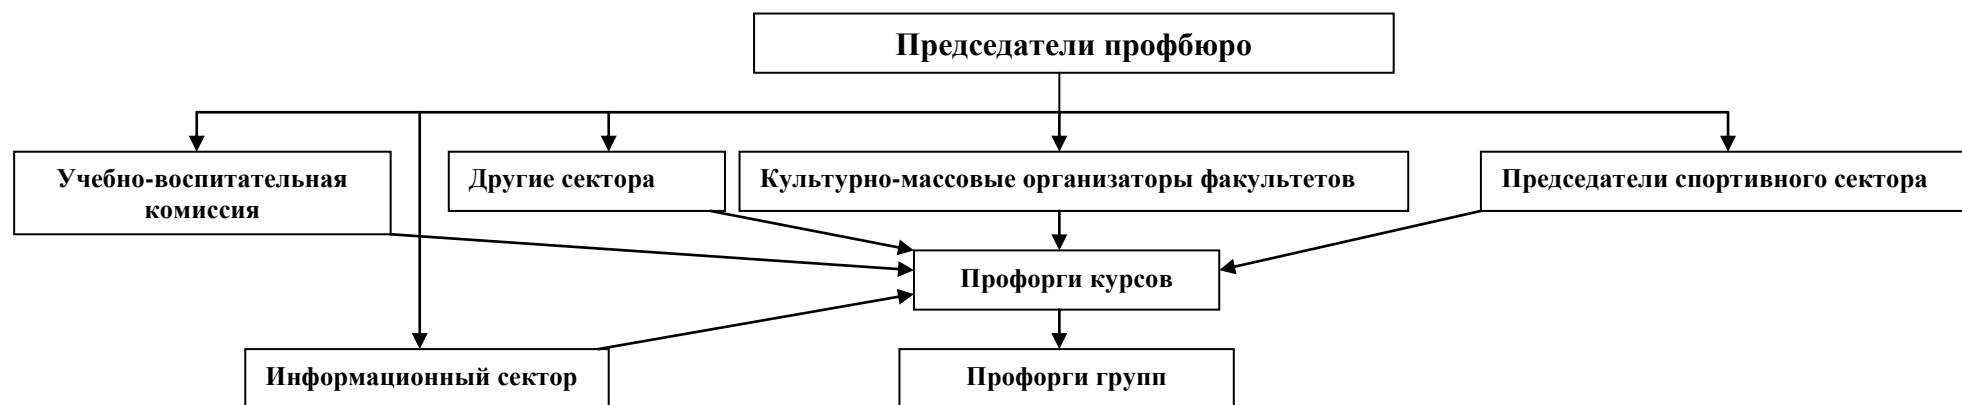 Председатели профбюро
Учебно-воспитательная
комиссия
Другие сектора
Культурно-массовые организаторы факультетов
Председатели спортивного сектора
Профорги курсов
Информационный сектор
Профорги групп